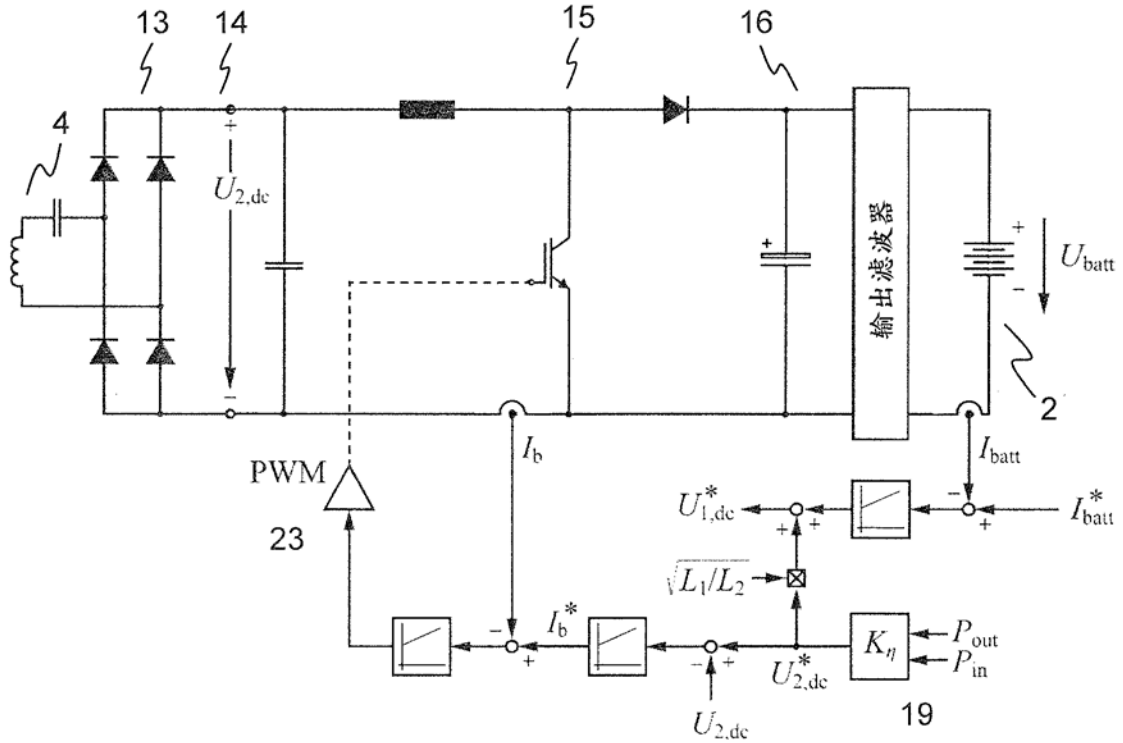 13
14
15
16
4
+
U2,dc
−
+
输出滤波器
+
−
Ubatt
2
Ib
Ibatt
PWM
23
U*1,dc
+
+
−
+
I*batt
√L1/L2
−
+
I*b
−
+
U*2,dc
U2,dc
Kη
Pout
Pin
19